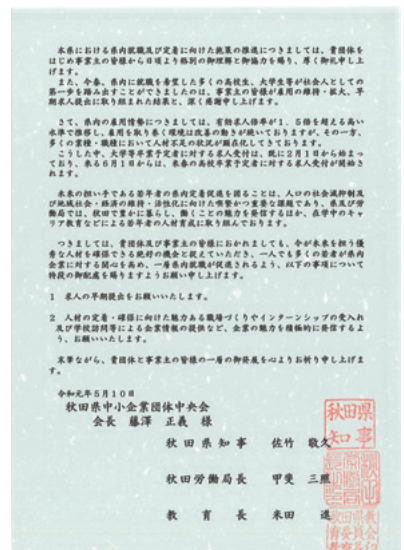 本県における県内就職及び定着に向けた施策の推進につきましては、貴団体を
はじめ事業主の皆様から日頃より格別の御理解と御協力を賜り、厚く御礼申し上
げます。
また、今春、県内に就職を希望した多くの高校生、大学生等が社会人としての
第一歩を踏み出すことができましたのは、事業主の皆様が雇用の維持・拡大、早
期求人提出に取り組まれた結果と、深く感謝申し上げます。
さて、県内の雇用情勢につきましては、有効求人倍率が1.5倍を超える高い
水準で推移し、雇用を取り巻く環境は改善の動きが続いておりますが、その一方、
多くの業種・職種において人材不足の状況が顕在化してきております。
こうした中、大学等卒業予定者に対する求人受付は、既に2月1日から始まっ
ており、来る6月1日からは、来春の高校卒業予定者に対する求人受付が開始さ
れます。
未来の担い手である若年者の県内定着促進を図ることは、人口の社会減抑制及
び地域社会・経済の維持・活性化に向けた喫緊かつ重要な課題であり、県及び労
働局では、秋田で豊かに暮らし、働くことの魅力を発信するほか、在学中のキャ
リア教育などによる若年者の人材育成に取り組んでおります。
つきましては、貴団体及び事業主の皆様におかれましても、今が未来を担う優
秀な人材を確保できる絶好の機会と捉えていただき、一人でも多くの若者が県内
企業に対する関心を高め、一層県内就職が促進されるよう、以下の事項について
特段の御配慮を賜りますようお願い申し上げます。
1 求人の早期提出をお願いいたします。
2 人材の定着・確保に向けた魅力ある職場づくりやインターンシップの受入れ
及び学校訪問等による企業情報の提供など、企業の魅力を積極的に発信するよ
う、お願いいたします。
末筆ながら、貴団体と事業主の皆様の一層の御発展を心よりお祈り申し上げま
す。
令和元年5月10日
秋田県中小企業団体中央会
会長 藤澤 正義 様
秋田県知事 佐竹 敬久
秋田労働局長 甲斐 三照
教育長 米田 進
秋田県
知事